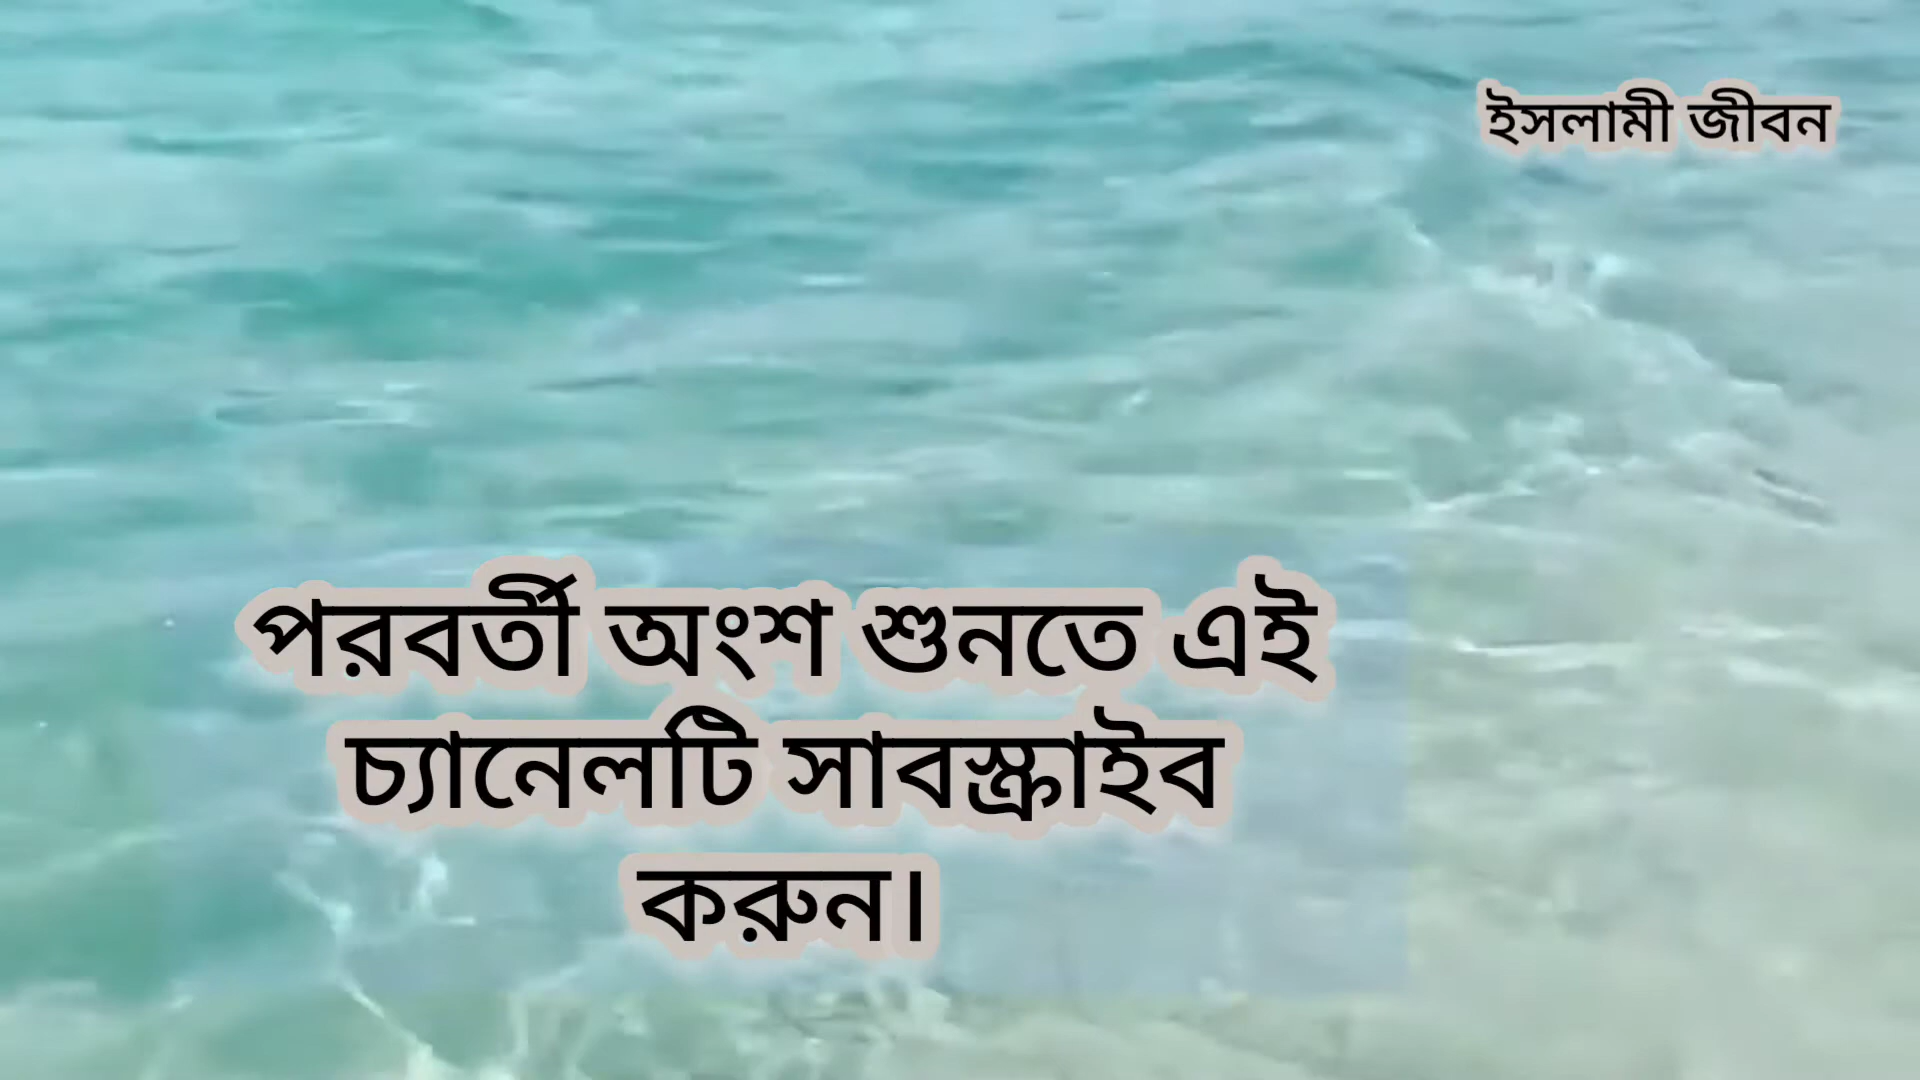 ইসলামী জীবন
পরবর্তী অংশ শুনতে এই
চ্যানেলটি সাবস্ক্রাইব
করুন।